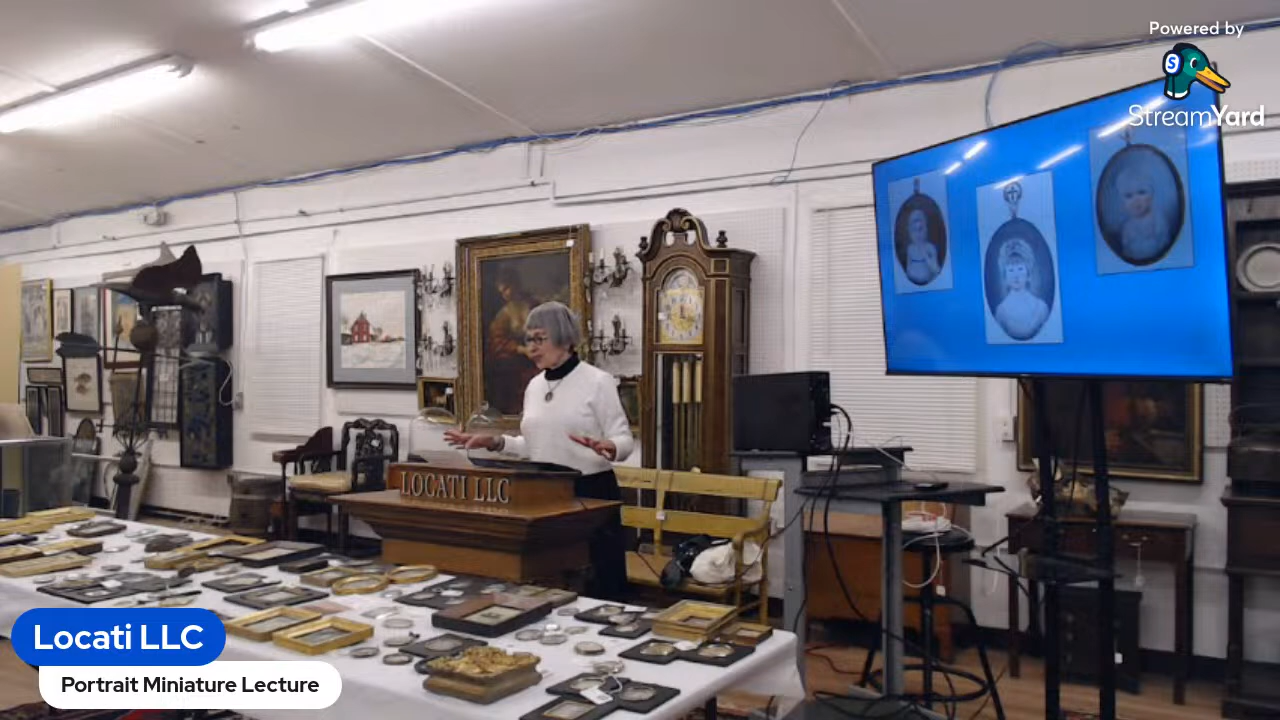 Powered by
StreamYard
LOCATI LLC
Locati LLC
Portrait Miniature Lecture